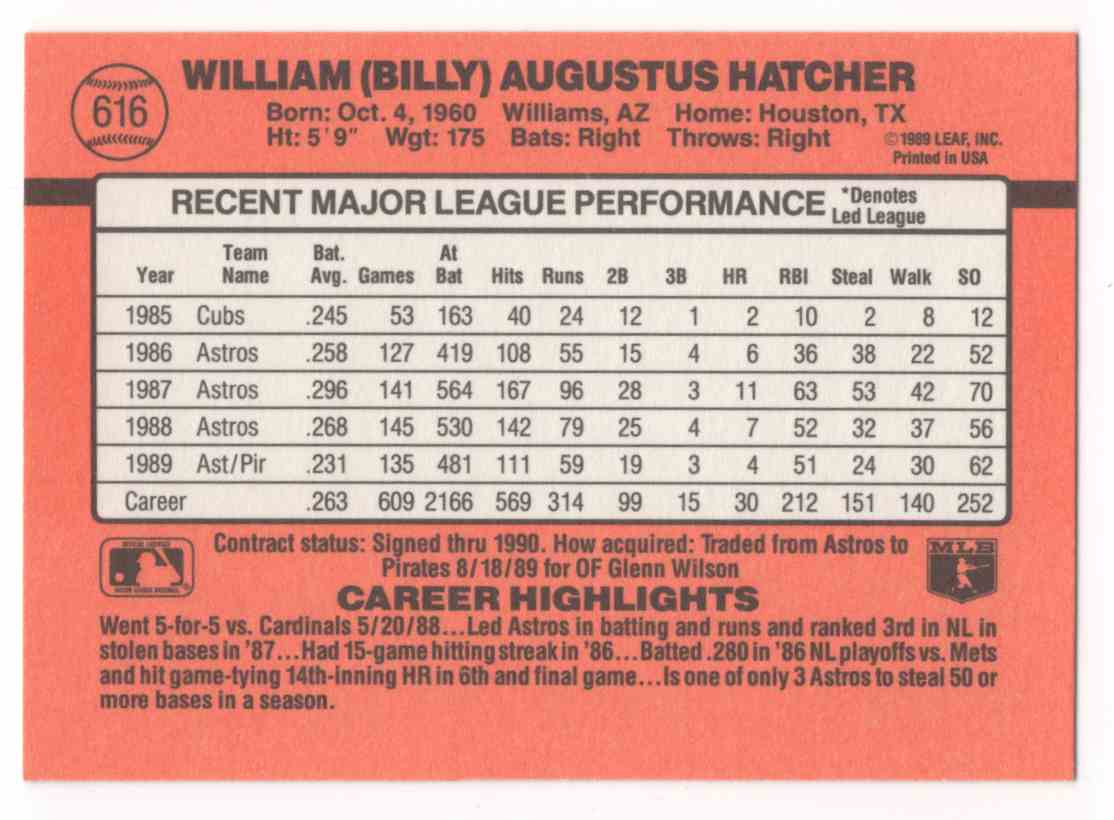 616
WILLIAM (BILLY) AUGUSTUS HATCHER
Born: Oct. 4, 1960 Williams, AZ Home: Houston, TX
Ht: 5'9" Wgt: 175 Bats: Right Throws: Right
©1989 LEAF, INC.
Printed in USA
RECENT MAJOR LEAGUE PERFORMANCE *Denotes
Led League
Team Bat. At
Year Name Avg. Games Bat Hits Runs 2B 3B HR RBI Steal Walk SO
1985 Cubs .245 53 163 40 24 12 1 2 10 2 8 12
1986 Astros .258 127 419 108 55 15 4 6 36 38 22 52
1987 Astros .296 141 564 167 96 28 3 11 63 53 42 70
1988 Astros .268 145 530 142 79 25 4 7 52 32 37 56
1989 Ast/Pir .231 135 481 111 59 19 3 4 51 24 30 62
Career .263 609 2166 569 314 99 15 30 212 151 140 252
Contract status: Signed thru 1990. How acquired: Traded from Astros to
Pirates 8/18/89 for OF Glenn Wilson
MLB
CAREER HIGHLIGHTS
Went 5-for-5 vs. Cardinals 5/20/88...Led Astros in batting and runs and ranked 3rd in NL in
stolen bases in '87...Had 15-game hitting streak in '86...Batted .280 in '86 NL playoffs vs. Mets
and hit game-tying 14th-inning HR in 6th and final game...Is one of only 3 Astros to steal 50 or
more bases in a season.